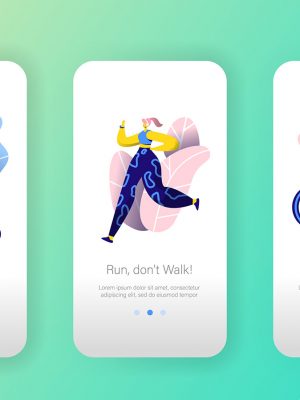 Run, don't Walk!
Lorem ipsum dolor sit amet, consectetur
adipiscing elit, sed do eiusmod tempor